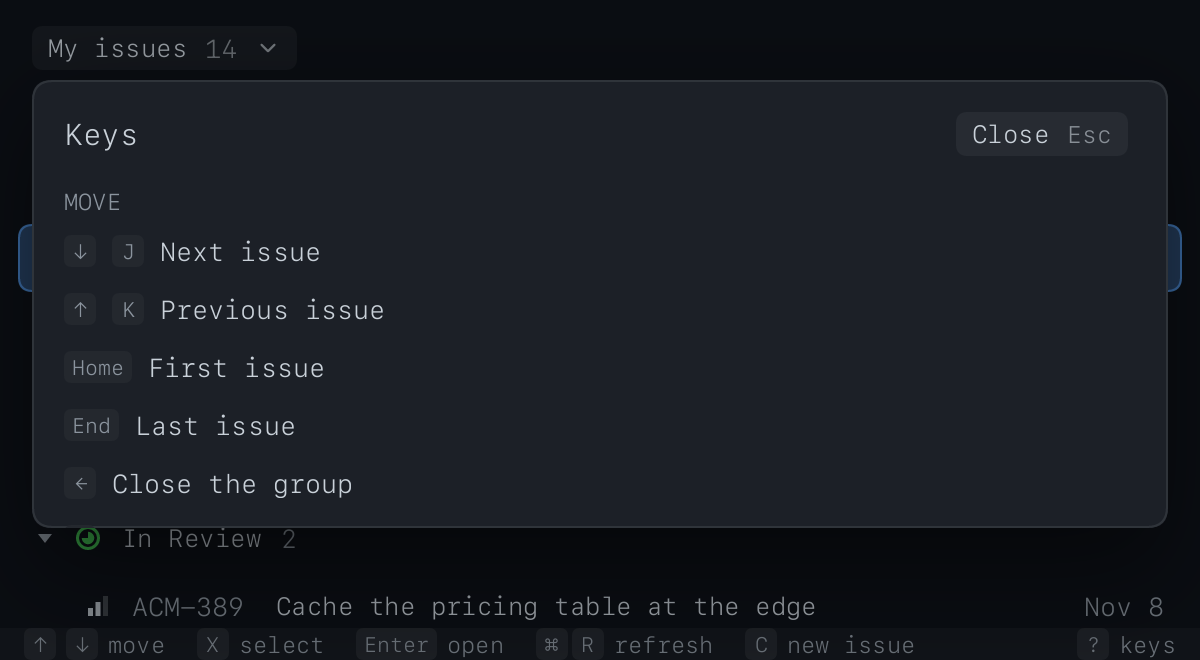 My issues 14
Keys
Close Esc
MOVE
↓ J Next issue
↑ K Previous issue
Home First issue
End Last issue
← Close the group
In Review 2
ACM–389 Cache the pricing table at the edge Nov 8
↑ ↓ move X select Enter open ⌘ R refresh C new issue ? keys